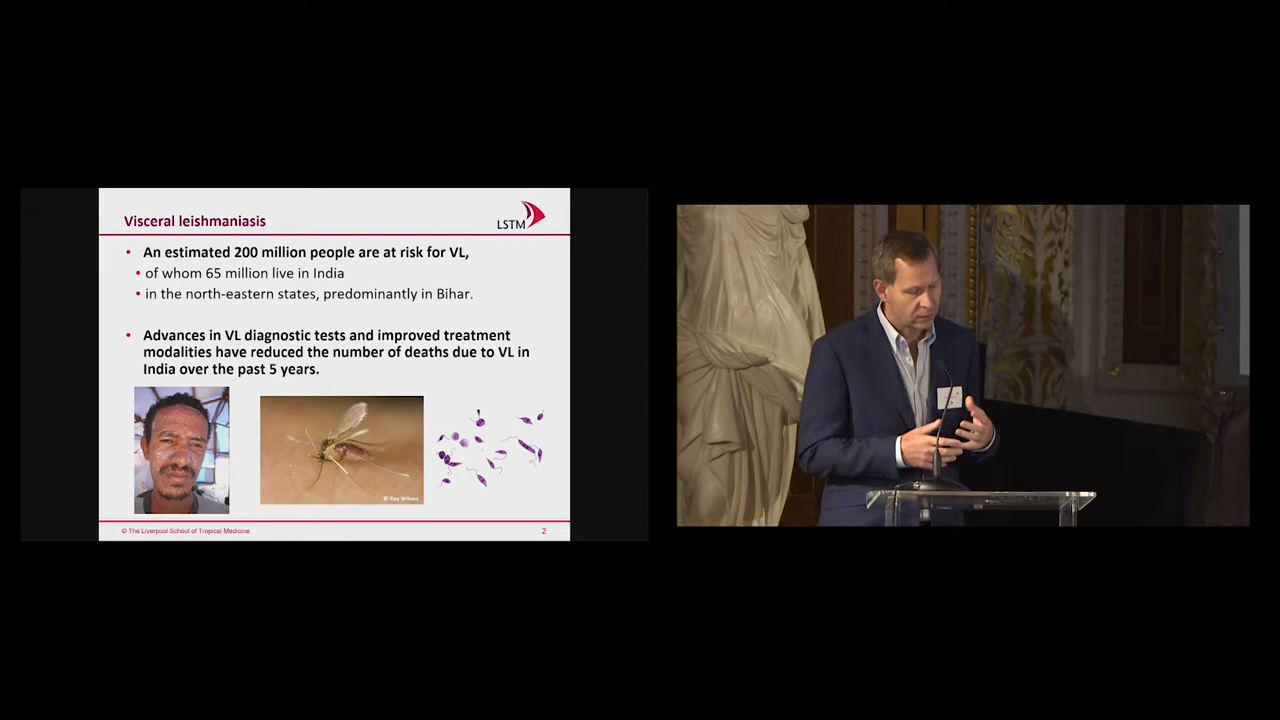 Visceral leishmaniasis
LSTM
• An estimated 200 million people are at risk for VL,
• of whom 65 million live in India
• in the north-eastern states, predominantly in Bihar.
• Advances in VL diagnostic tests and improved treatment
modalities have reduced the number of deaths due to VL in
India over the past 5 years.
© Ray Wilson
© The Liverpool School of Tropical Medicine
2